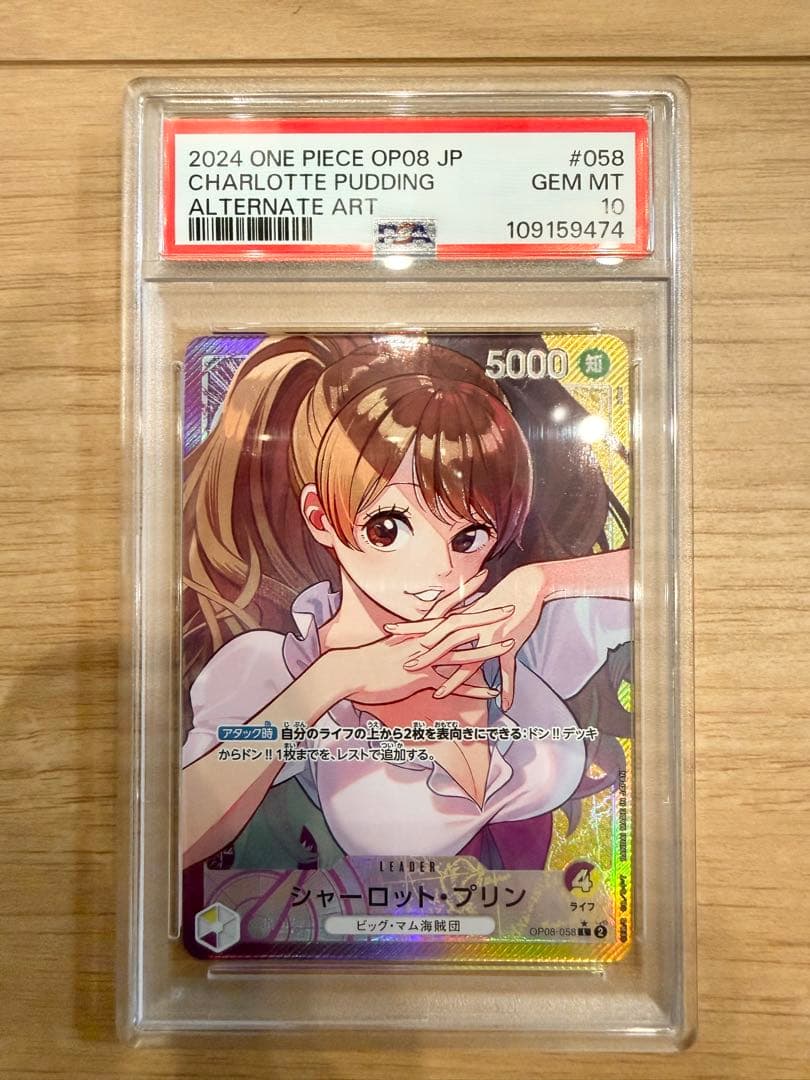 2024 ONE PIECE OP08 JP #058
CHARLOTTE PUDDING GEM MT
ALTERNATE ART 10
PSA 109159474
5000 知
アタック時 自分のライフの上から2枚を表向きにできる:ドン!!デッキ
からドン!!1枚までを、レストで追加する。
LEADER
シャーロット・プリン
4
ライフ
ビッグ・マム海賊団
OP08-058 L 2